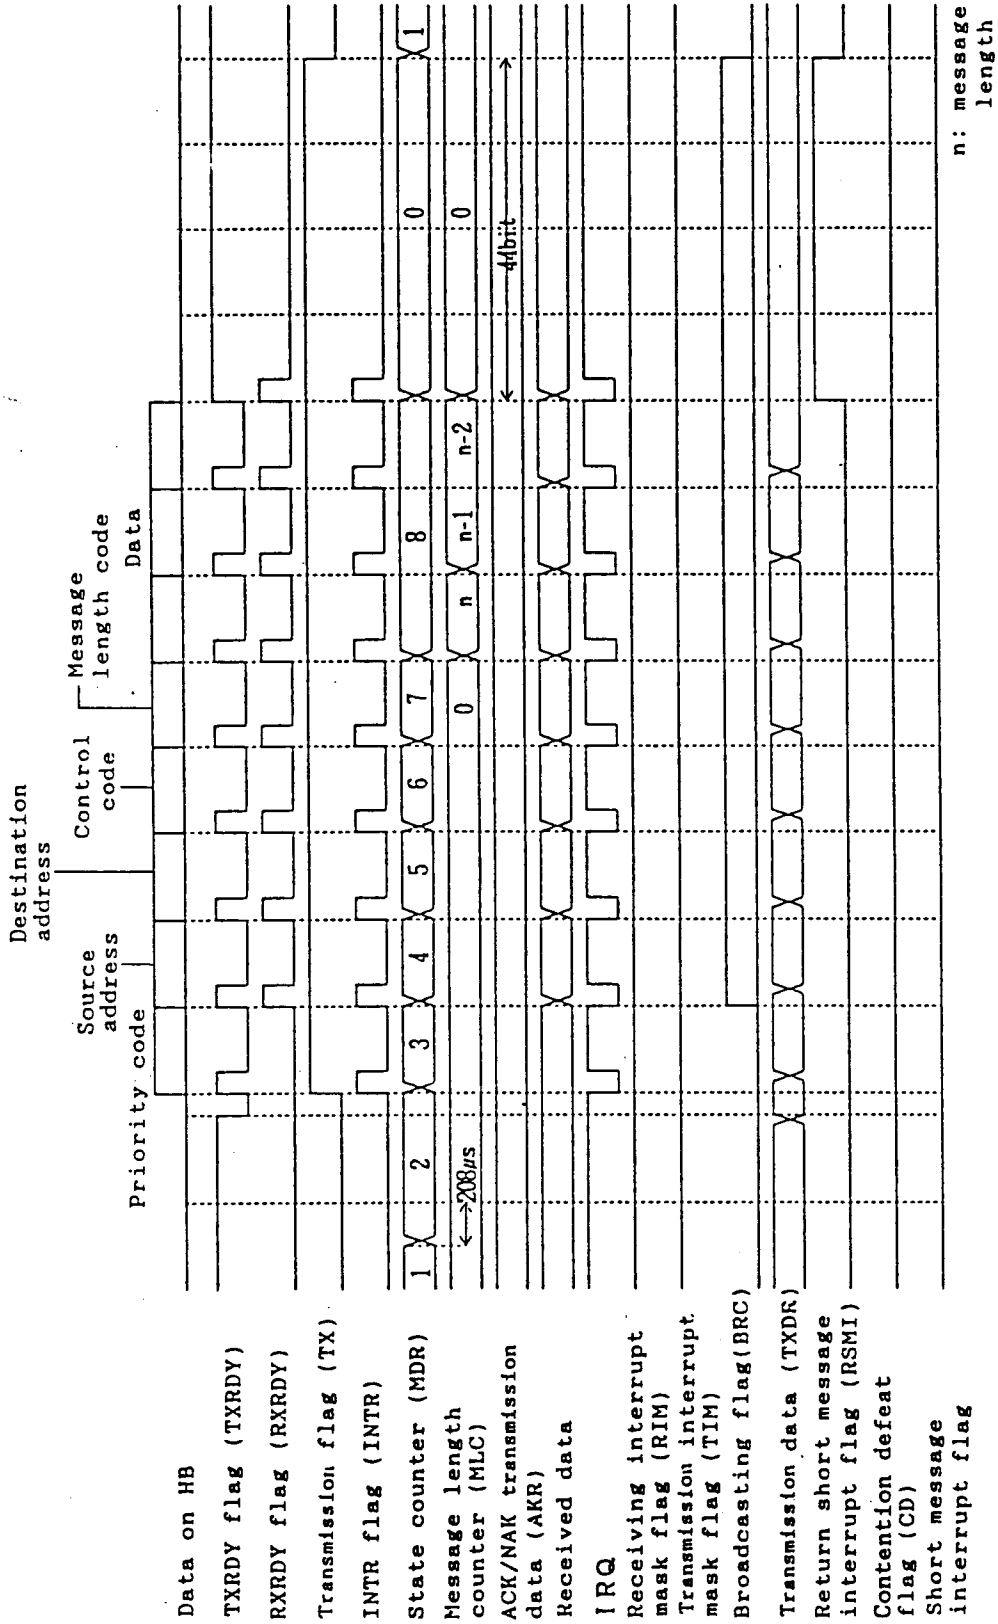 Destination
address
Source
address
Control
code
Message
length code
Priority code
Data
Data on HB
TXRDY flag (TXRDY)
RXRDY flag (RXRDY)
Transmission flag (TX)
INTR flag (INTR)
State counter (MDR)
1 2 3 4 5 6 7 8 0 1
Message length
counter (MLC)
208μs
0 n n-1 n-2 0
ACK/NAK transmission
data (AKR)
44bit
Received data
IRQ
Receiving interrupt
mask flag (RIM)
Transmission interrupt
mask flag (TIM)
Broadcasting flag(BRC)
Transmission data (TXDR)
Return short message
interrupt flag (RSMI)
Contention defeat
flag (CD)
Short message
interrupt flag
n: message
length